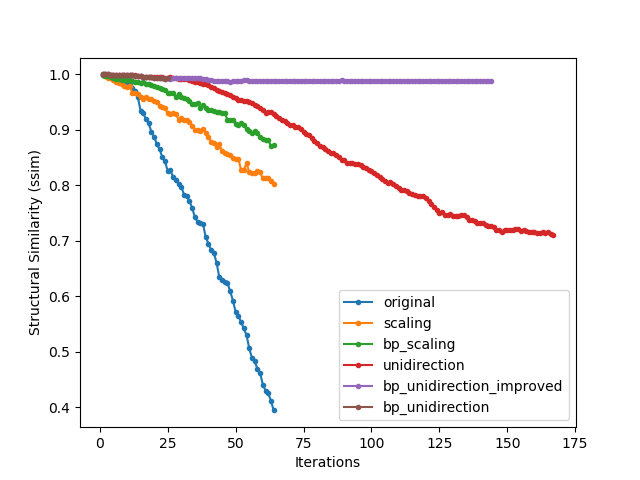 1.0
0.9
0.8
0.7
0.6
0.5
0.4
Structural Similarity (ssim)
0 25 50 75 100 125 150 175
Iterations
original
scaling
bp_scaling
unidirection
bp_unidirection_improved
bp_unidirection